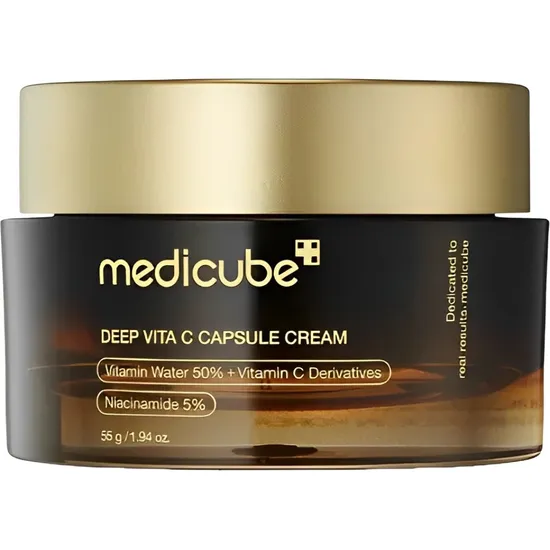 medicube
DEEP VITA C CAPSULE CREAM
Vitamin Water 50% + Vitamin C Derivatives
Niacinamide 5%
55 g / 1.94 oz.
Dedicated to
real results. medicube